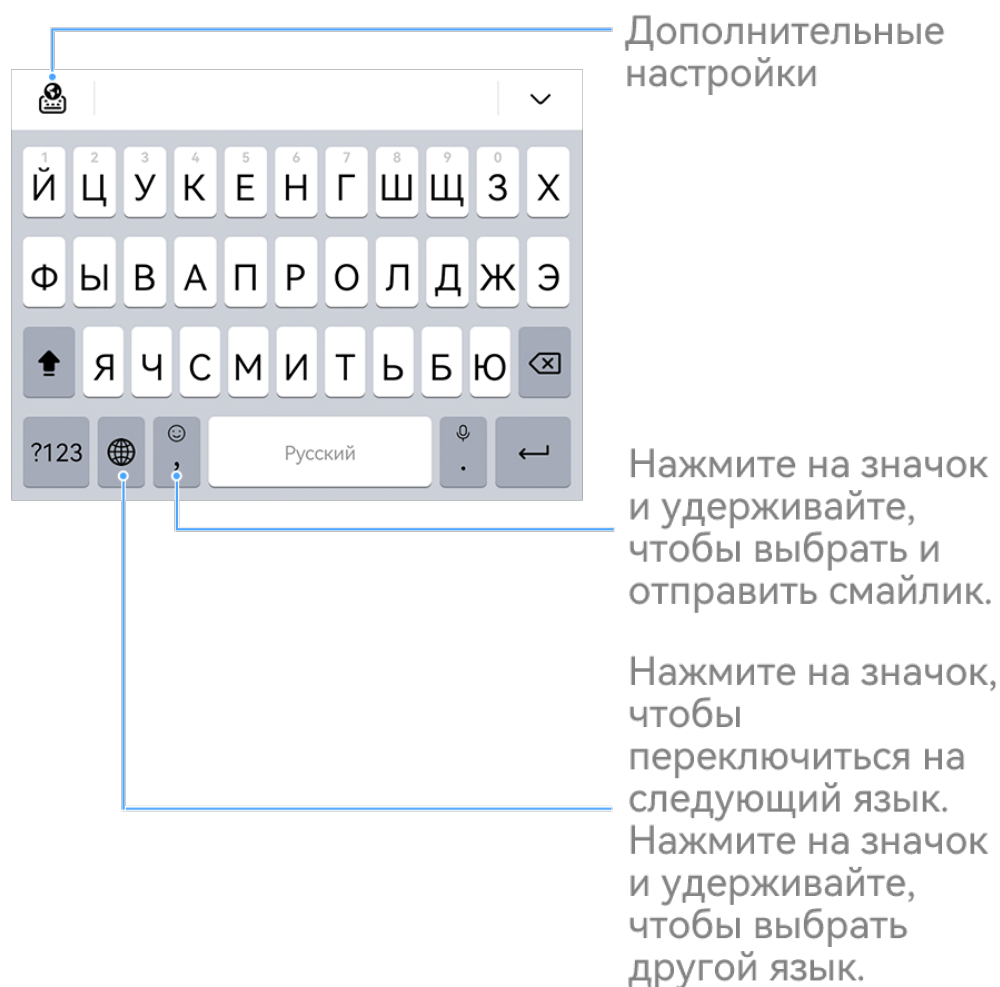 Дополнительные
настройки
1 2 3 4 5 6 7 8 9 0
Й Ц У К Е Н Г Ш Щ З Х
Ф Ы В А П Р О Л Д Ж Э
Я Ч С М И Т Ь Б Ю
?123 , Русский .
Нажмите на значок
и удерживайте,
чтобы выбрать и
отправить смайлик.
Нажмите на значок,
чтобы
переключиться на
следующий язык.
Нажмите на значок
и удерживайте,
чтобы выбрать
другой язык.